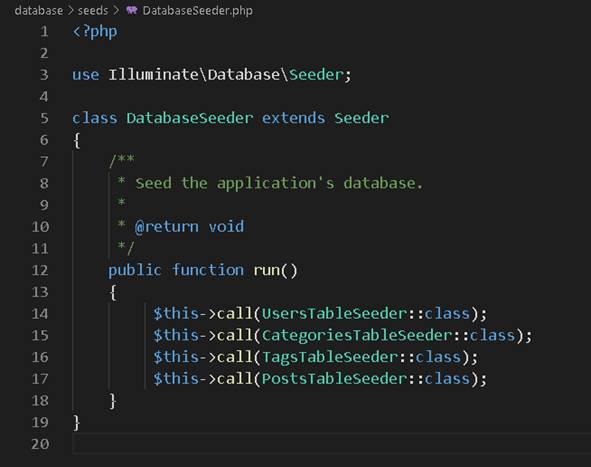 database > seeds > DatabaseSeeder.php
1 <?php
2
3 use Illuminate\Database\Seeder;
4
5 class DatabaseSeeder extends Seeder
6 {
7     /**
8      * Seed the application's database.
9      *
10      * @return void
11      */
12     public function run()
13     {
14         $this->call(UsersTableSeeder::class);
15         $this->call(CategoriesTableSeeder::class);
16         $this->call(TagsTableSeeder::class);
17         $this->call(PostsTableSeeder::class);
18     }
19 }
20